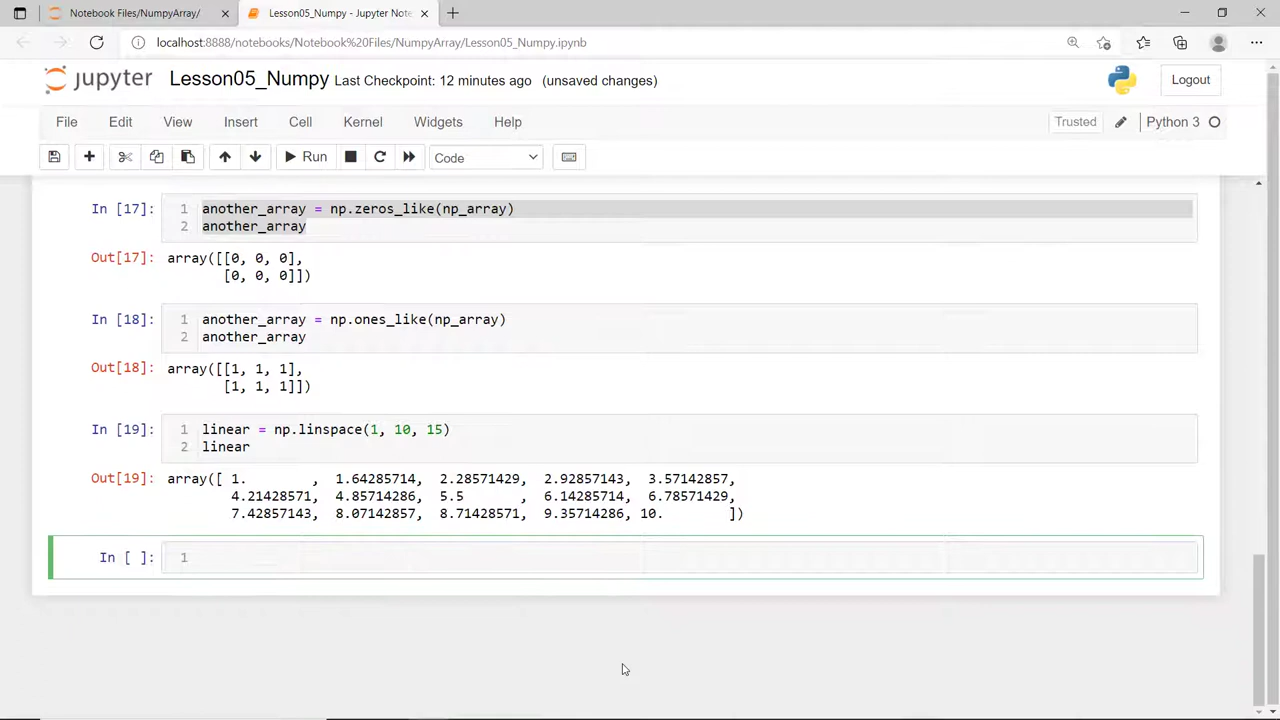 Notebook Files/NumpyArray/
Lesson05_Numpy - Jupyter Note
localhost:8888/notebooks/Notebook%20Files/NumpyArray/Lesson05_Numpy.ipynb
jupyter Lesson05_Numpy Last Checkpoint: 12 minutes ago (unsaved changes)
Logout
File Edit View Insert Cell Kernel Widgets Help
Trusted Python 3
Run Code
In [17]: 1 another_array = np.zeros_like(np_array)
2 another_array
Out[17]: array([[0, 0, 0],
[0, 0, 0]])
In [18]: 1 another_array = np.ones_like(np_array)
2 another_array
Out[18]: array([[1, 1, 1],
[1, 1, 1]])
In [19]: 1 linear = np.linspace(1, 10, 15)
2 linear
Out[19]: array([ 1. , 1.64285714, 2.28571429, 2.92857143, 3.57142857,
4.21428571, 4.85714286, 5.5 , 6.14285714, 6.78571429,
7.42857143, 8.07142857, 8.71428571, 9.35714286, 10. ])
In [ ]: 1